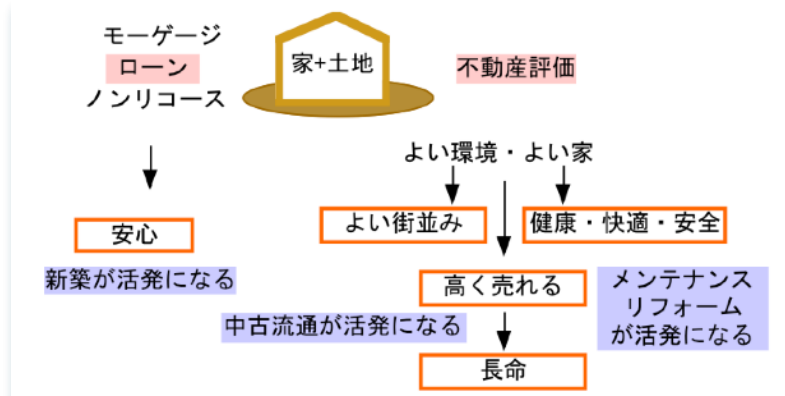 モーゲージ
ローン
ノンリコース
家+土地
不動産評価
よい環境・よい家
安心
よい街並み
健康・快適・安全
新築が活発になる
高く売れる
メンテナンス
リフォーム
が活発になる
中古流通が活発になる
長命